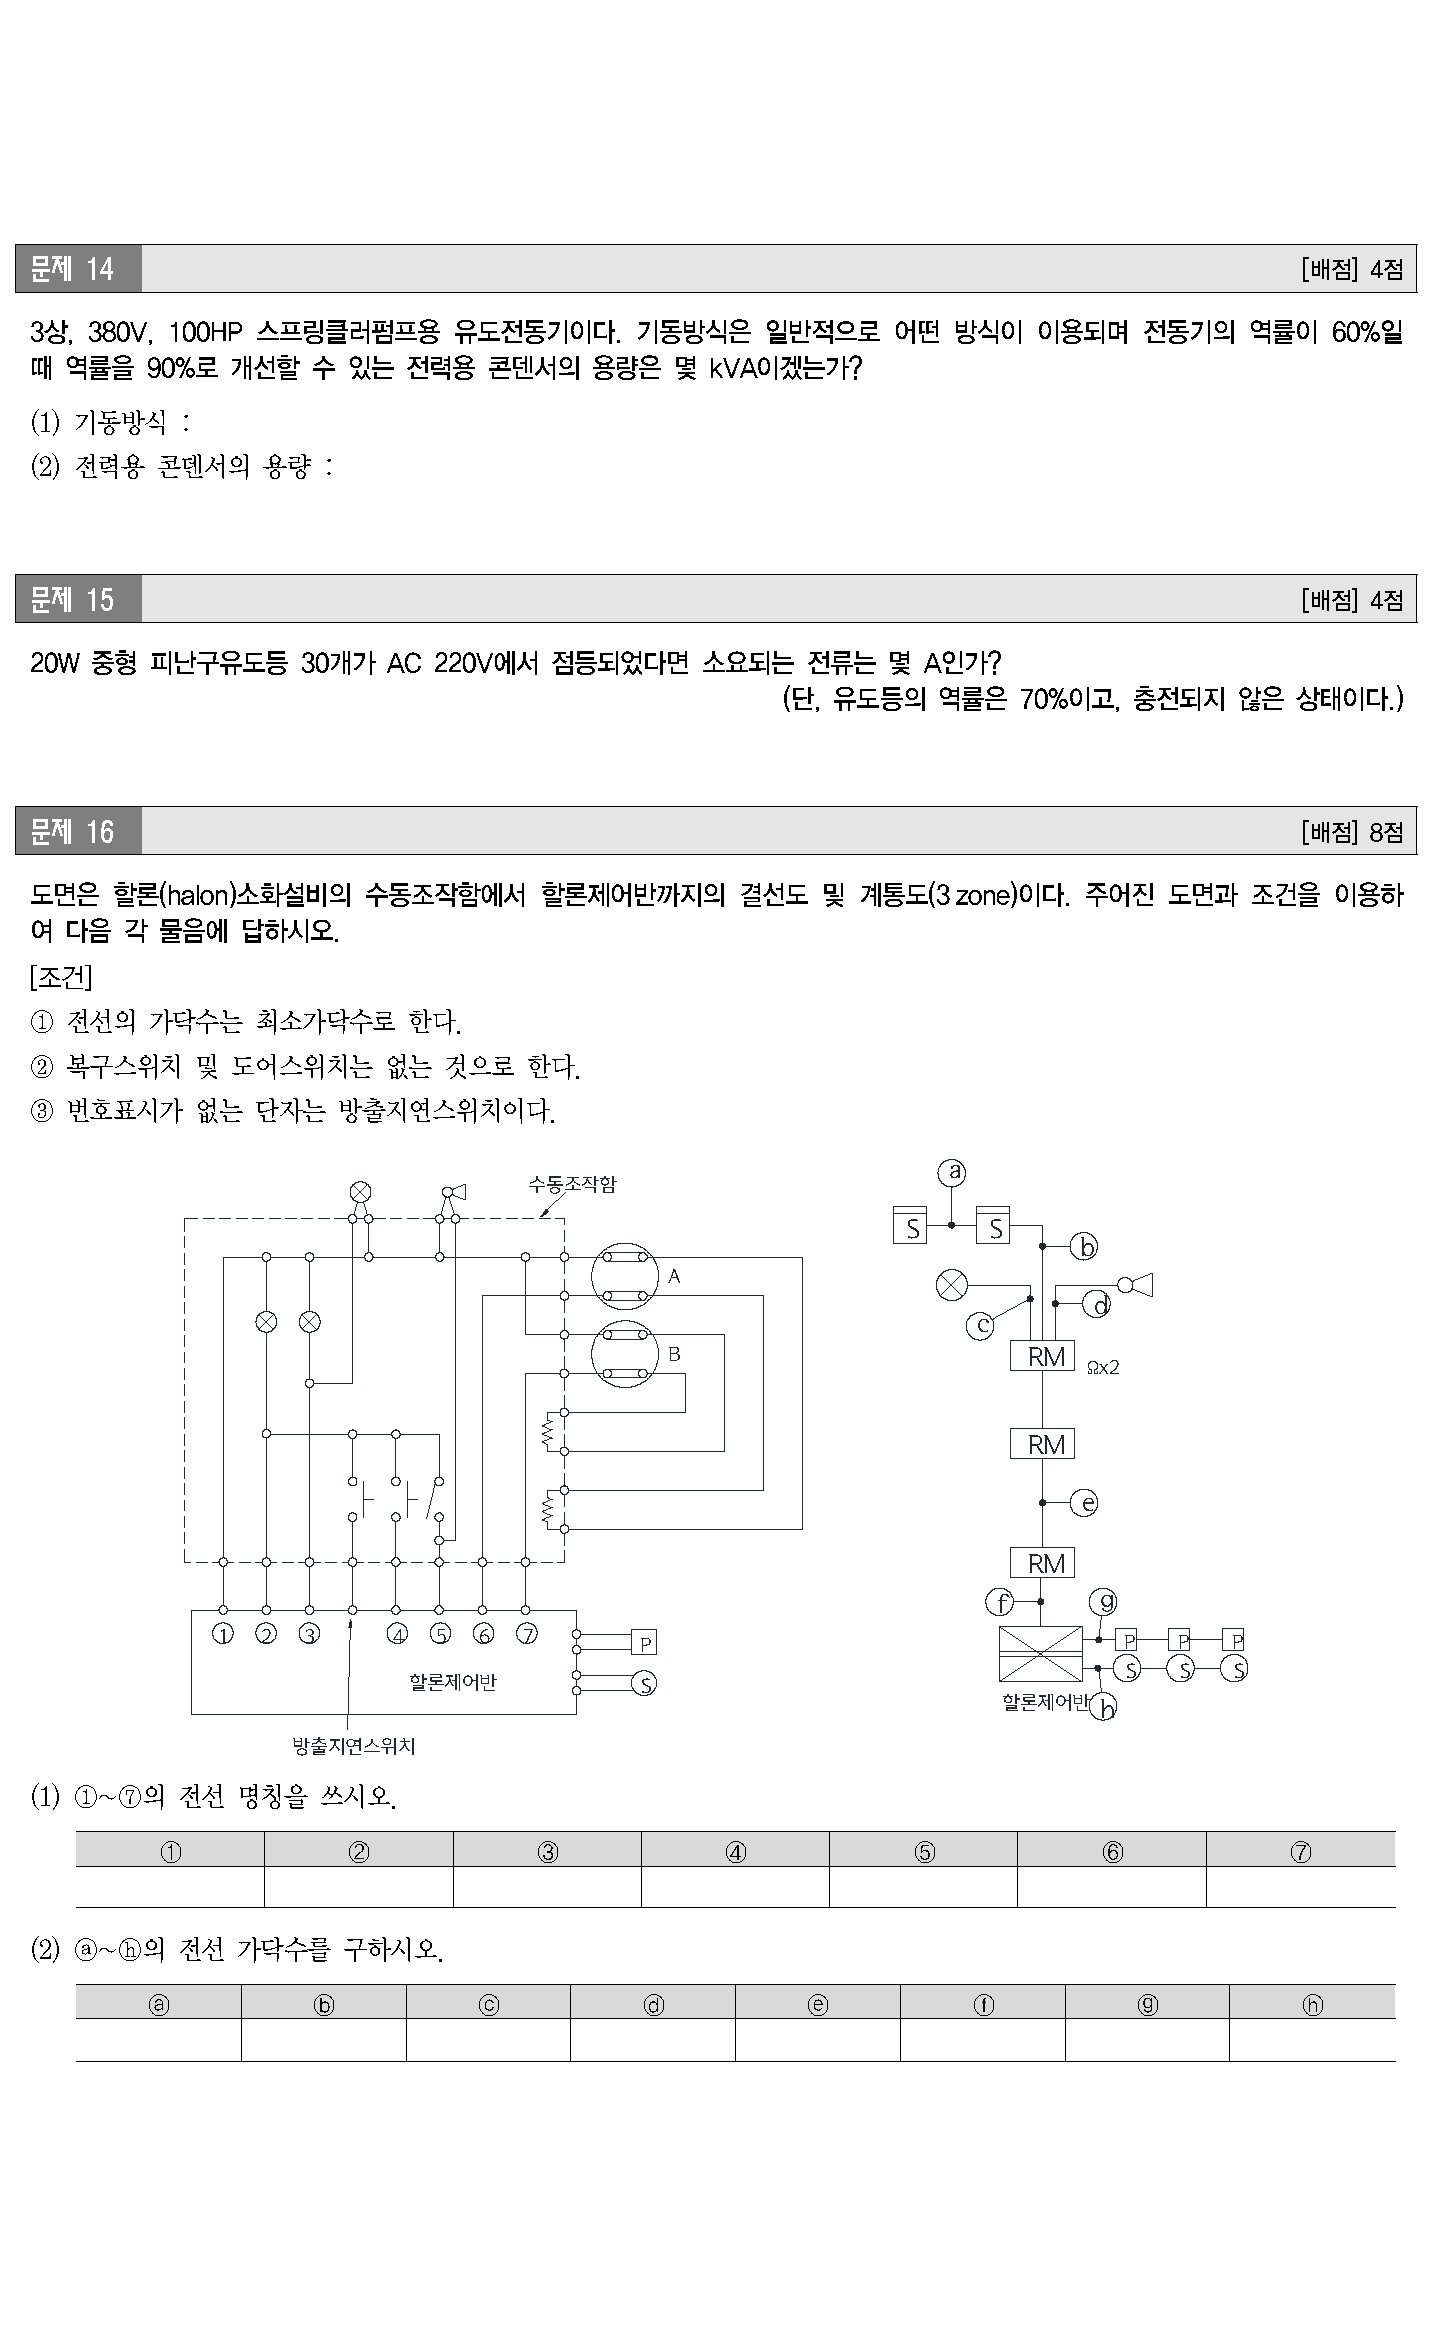 문제 14 [배점] 4점
3상, 380V, 100HP 스프링클러펌프용 유도전동기이다. 기동방식은 일반적으로 어떤 방식이 이용되며 전동기의 역률이 60%일
때 역률을 90%로 개선할 수 있는 전력용 콘덴서의 용량은 몇 kVA이겠는가?
(1) 기동방식 :
(2) 전력용 콘덴서의 용량 :
문제 15 [배점] 4점
20W 중형 피난구유도등 30개가 AC 220V에서 점등되었다면 소요되는 전류는 몇 A인가?
(단, 유도등의 역률은 70%이고, 충전되지 않은 상태이다.)
문제 16 [배점] 8점
도면은 할론(halon)소화설비의 수동조작함에서 할론제어반까지의 결선도 및 계통도(3 zone)이다. 주어진 도면과 조건을 이용하
여 다음 각 물음에 답하시오.
[조건]
① 전선의 가닥수는 최소가닥수로 한다.
② 복구스위치 및 도어스위치는 없는 것으로 한다.
③ 번호표시가 없는 단자는 방출지연스위치이다.
수동조작함
A
B
① ② ③ ④ ⑤ ⑥ ⑦
P
S
할론제어반
방출지연스위치
ⓐ
S S
ⓑ
ⓒ
ⓓ
RM
Ωx2
RM
ⓔ
RM
ⓕ
ⓖ
P P P
S S S
할론제어반
ⓗ
(1) ①~⑦의 전선 명칭을 쓰시오.
① ② ③ ④ ⑤ ⑥ ⑦
(2) ⓐ~ⓗ의 전선 가닥수를 구하시오.
ⓐ ⓑ ⓒ ⓓ ⓔ ⓕ ⓖ ⓗ